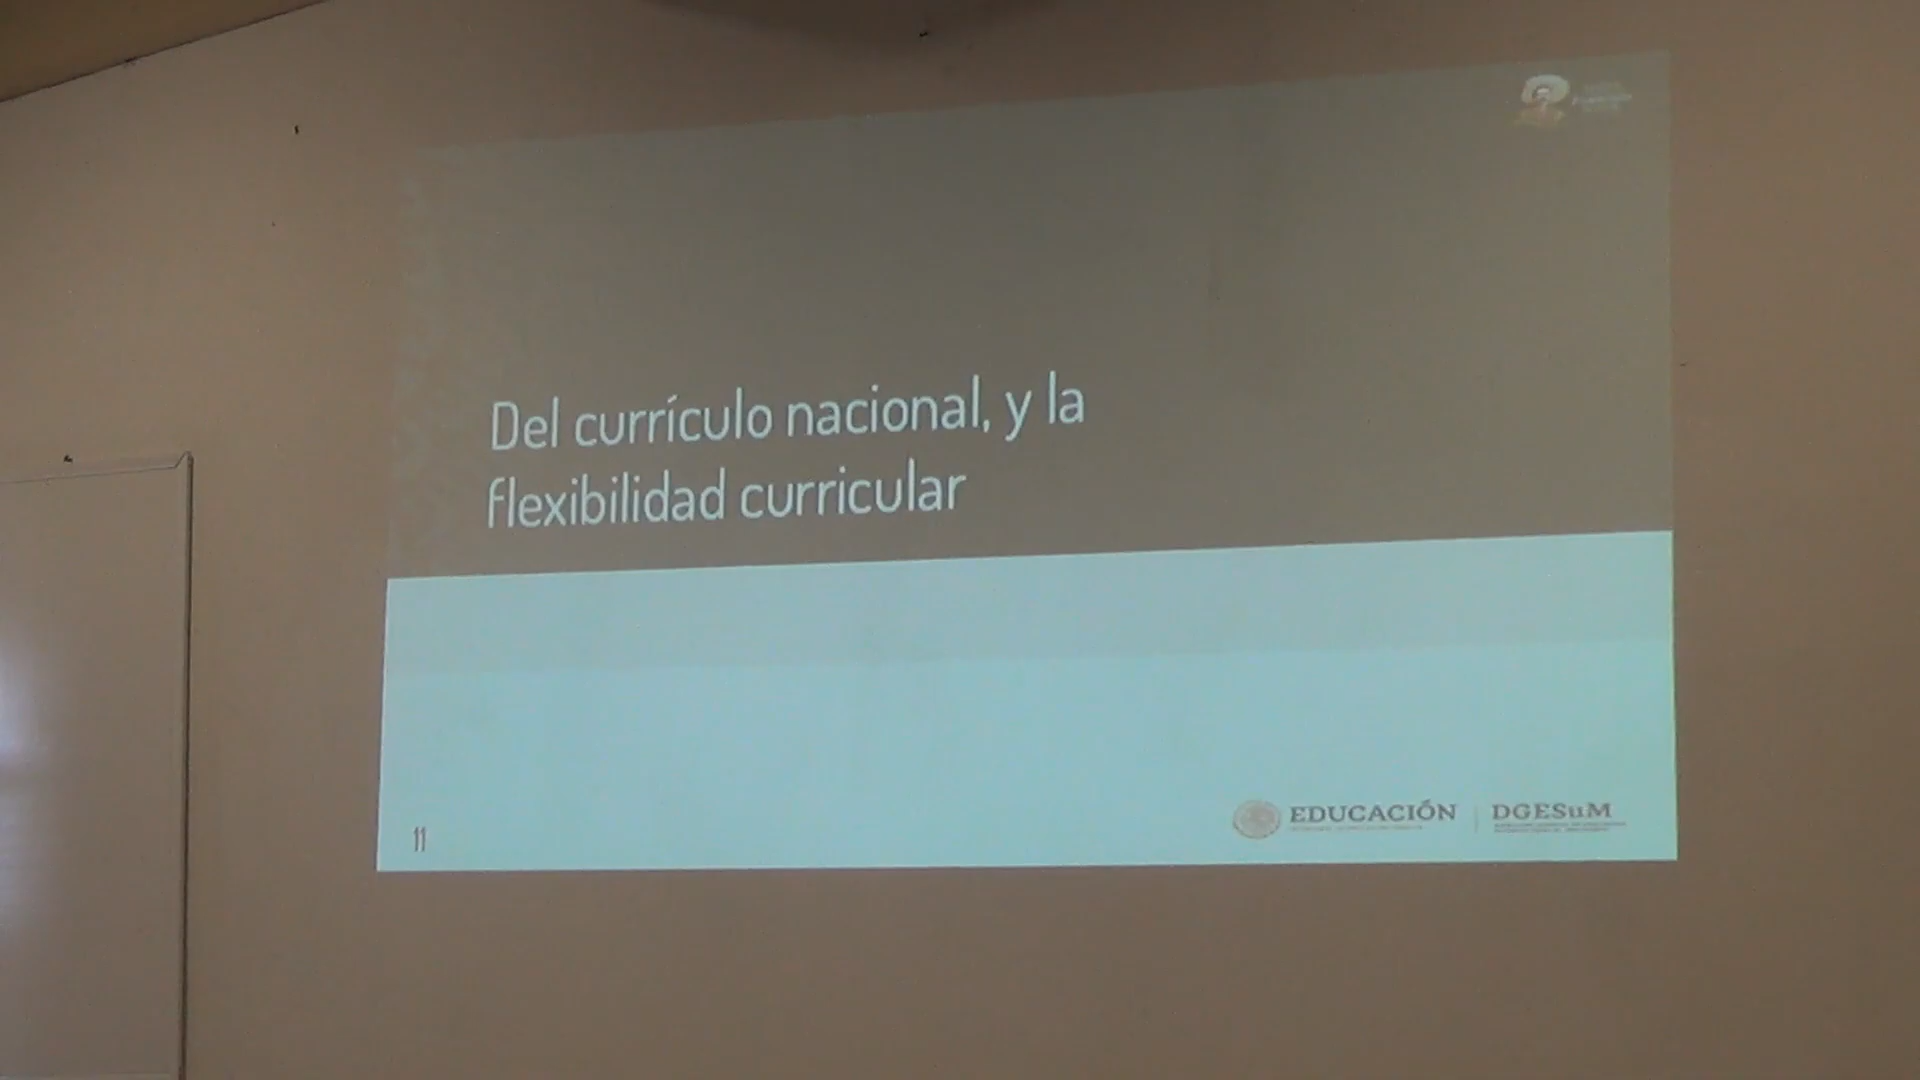 Del currículo nacional, y la
flexibilidad curricular
11
EDUCACIÓN
DGESuM